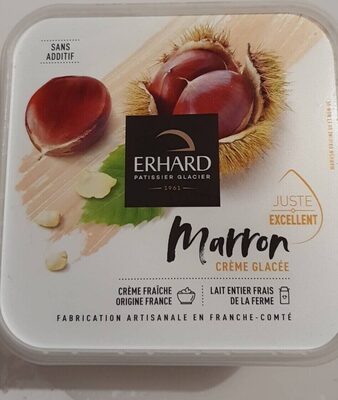 SANS
ADDITIF
ERHARD
PATISSIER GLACIER
1961
JUSTE
EXCELLENT
Marron
CRÈME GLACÉE
CRÈME FRAÎCHE
ORIGINE FRANCE
LAIT ENTIER FRAIS
DE LA FERME
FABRICATION ARTISANALE EN FRANCHE-COMTÉ